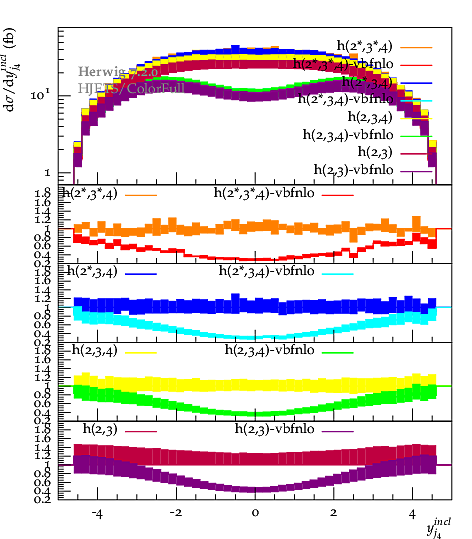 dσ/dy_{j4}^{incl} (fb)
h(2*,3*,4)
Herwig 7.2.0
h(2*,3*,4)-vbfnlo
HJETS/ColorFull
h(2*,3,4)
h(2*,3,4)-vbfnlo
h(2,3,4)
h(2,3,4)-vbfnlo
h(2,3)
h(2,3)-vbfnlo
10^1
1
h(2*,3*,4) h(2*,3*,4)-vbfnlo
1.8
1.6
1.4
1.2
1
0.8
0.6
0.4
h(2*,3,4) h(2*,3,4)-vbfnlo
1.8
1.6
1.4
1.2
1
0.8
0.6
0.4
h(2,3,4) h(2,3,4)-vbfnlo
1.8
1.6
1.4
1.2
1
0.8
0.6
0.4
0.2
h(2,3) h(2,3)-vbfnlo
1.8
1.6
1.4
1.2
1
0.8
0.6
0.4
0.2
-4 -2 0 2 4
y_{j4}^{incl}